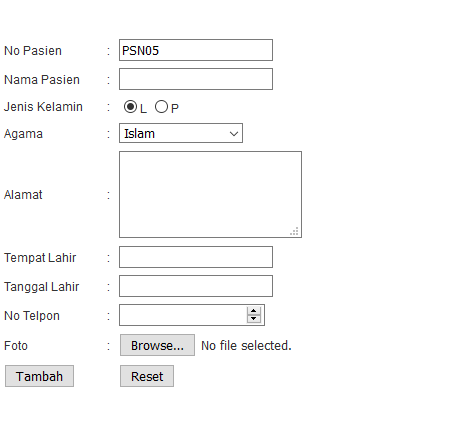 No Pasien : PSN05
Nama Pasien :
Jenis Kelamin : L P
Agama : Islam
Alamat :
Tempat Lahir :
Tanggal Lahir :
No Telpon :
Foto : Browse... No file selected.
Tambah Reset